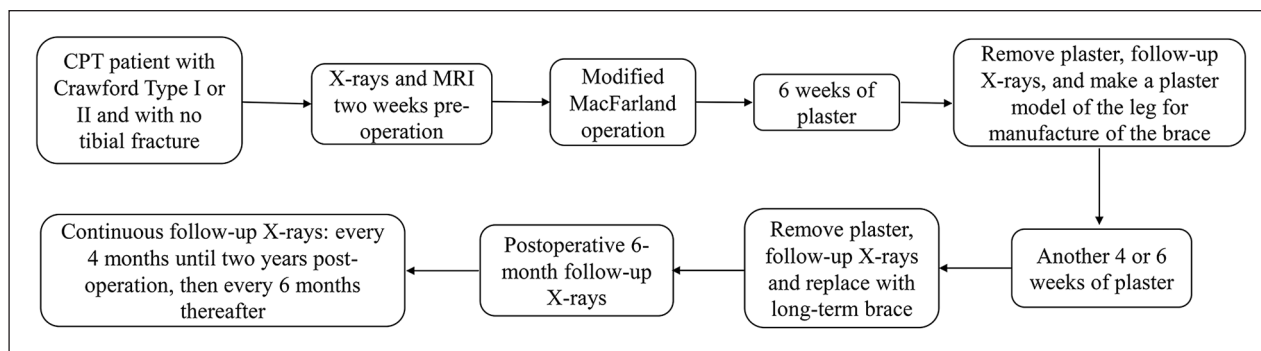 CPT patient with
Crawford Type I or
II and with no
tibial fracture
X-rays and MRI
two weeks pre-
operation
Modified
MacFarland
operation
6 weeks of
plaster
Remove plaster, follow-up
X-rays, and make a plaster
model of the leg for
manufacture of the brace
Another 4 or 6
weeks of plaster
Remove plaster,
follow-up X-rays
and replace with
long-term brace
Postoperative 6-
month follow-up
X-rays
Continuous follow-up X-rays: every
4 months until two years post-
operation, then every 6 months
thereafter